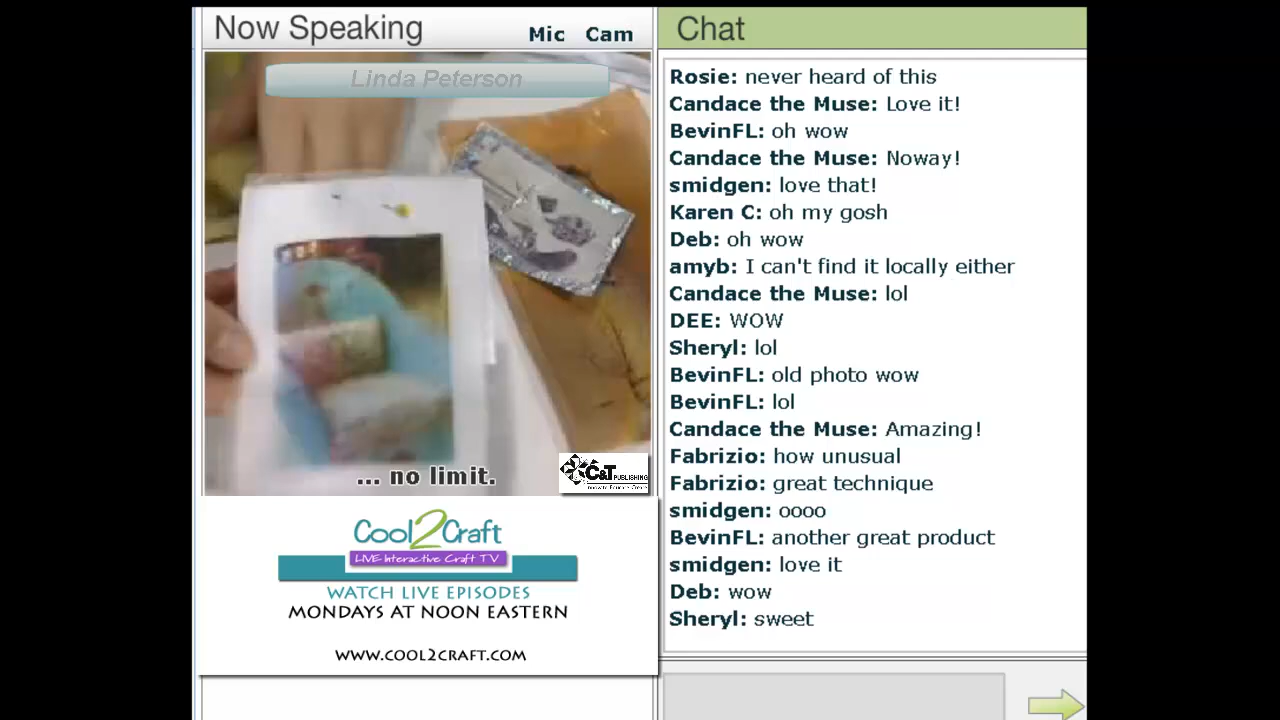 Now Speaking
Mic Cam
Linda Peterson
... no limit.
C&T PUBLISHING
Cool2Craft
LIVE Interactive Craft TV
WATCH LIVE EPISODES
MONDAYS AT NOON EASTERN
WWW.COOL2CRAFT.COM
Chat
Rosie: never heard of this
Candace the Muse: Love it!
BevinFL: oh wow
Candace the Muse: Noway!
smidgen: love that!
Karen C: oh my gosh
Deb: oh wow
amyb: I can't find it locally either
Candace the Muse: lol
DEE: WOW
Sheryl: lol
BevinFL: old photo wow
BevinFL: lol
Candace the Muse: Amazing!
Fabrizio: how unusual
Fabrizio: great technique
smidgen: oooo
BevinFL: another great product
smidgen: love it
Deb: wow
Sheryl: sweet